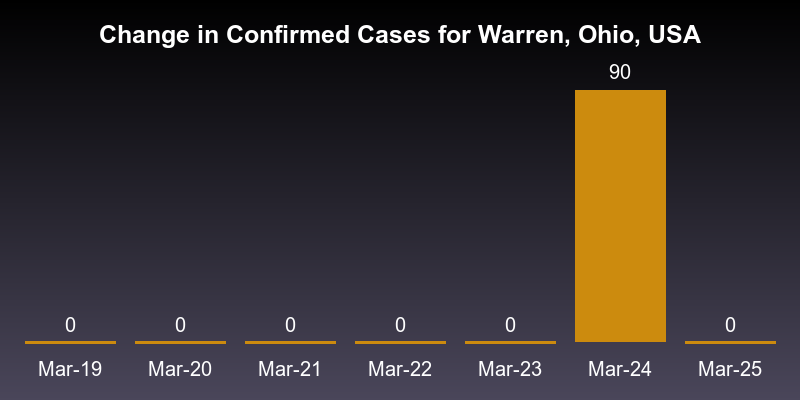 Change in Confirmed Cases for Warren, Ohio, USA
90
0 0 0 0 0 0
Mar-19 Mar-20 Mar-21 Mar-22 Mar-23 Mar-24 Mar-25